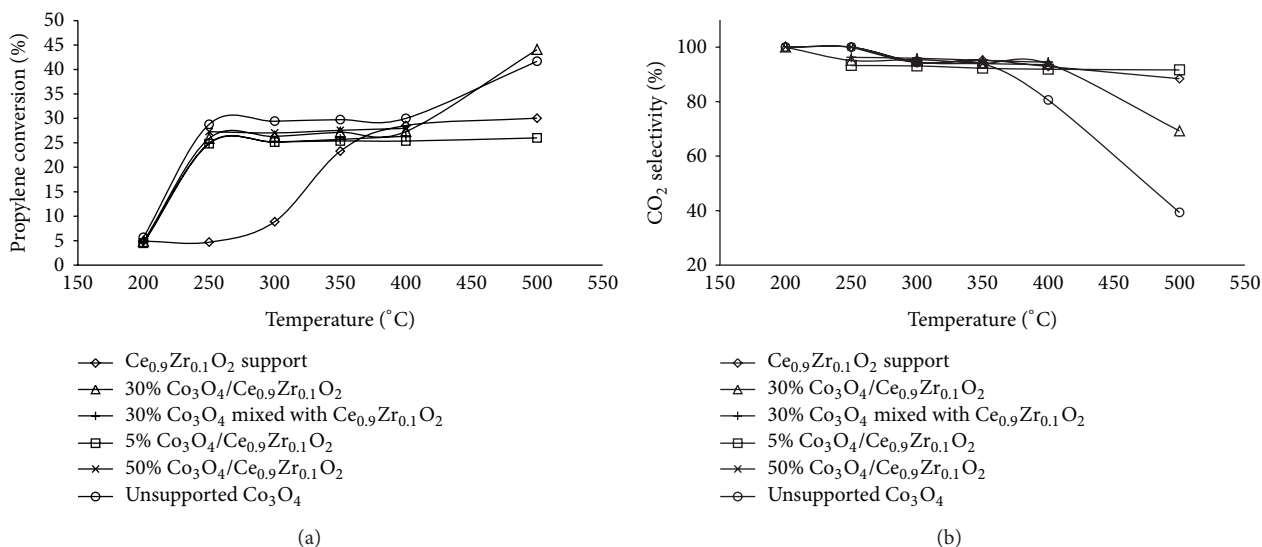 50
45
40
35
30
25
20
15
10
5
0
Propylene conversion (%)
150 200 250 300 350 400 450 500 550
Temperature (°C)
Ce₀.₉Zr₀.₁O₂ support
30% Co₃O₄/Ce₀.₉Zr₀.₁O₂
30% Co₃O₄ mixed with Ce₀.₉Zr₀.₁O₂
5% Co₃O₄/Ce₀.₉Zr₀.₁O₂
50% Co₃O₄/Ce₀.₉Zr₀.₁O₂
Unsupported Co₃O₄
(a)
100
80
60
40
20
CO₂ selectivity (%)
150 200 250 300 350 400 450 500 550
Temperature (°C)
Ce₀.₉Zr₀.₁O₂ support
30% Co₃O₄/Ce₀.₉Zr₀.₁O₂
30% Co₃O₄ mixed with Ce₀.₉Zr₀.₁O₂
5% Co₃O₄/Ce₀.₉Zr₀.₁O₂
50% Co₃O₄/Ce₀.₉Zr₀.₁O₂
Unsupported Co₃O₄
(b)